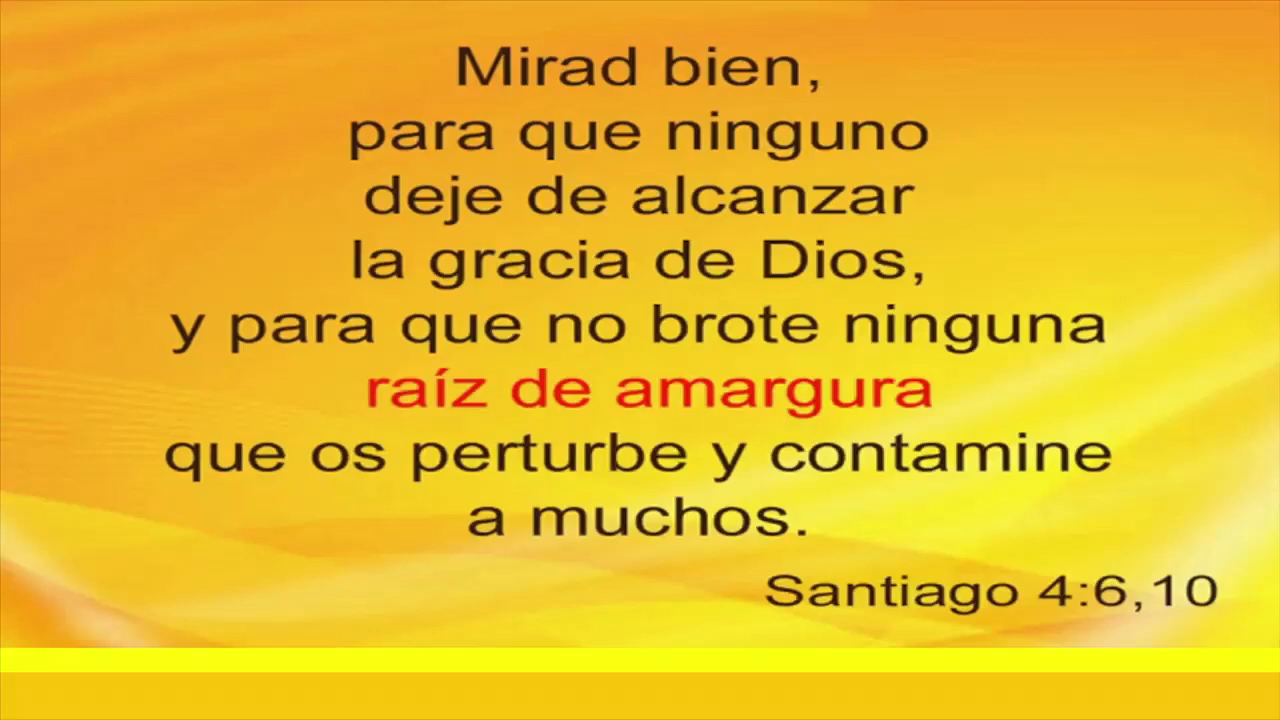 Mirad bien,
para que ninguno
deje de alcanzar
la gracia de Dios,
y para que no brote ninguna
raíz de amargura
que os perturbe y contamine
a muchos.
Santiago 4:6,10